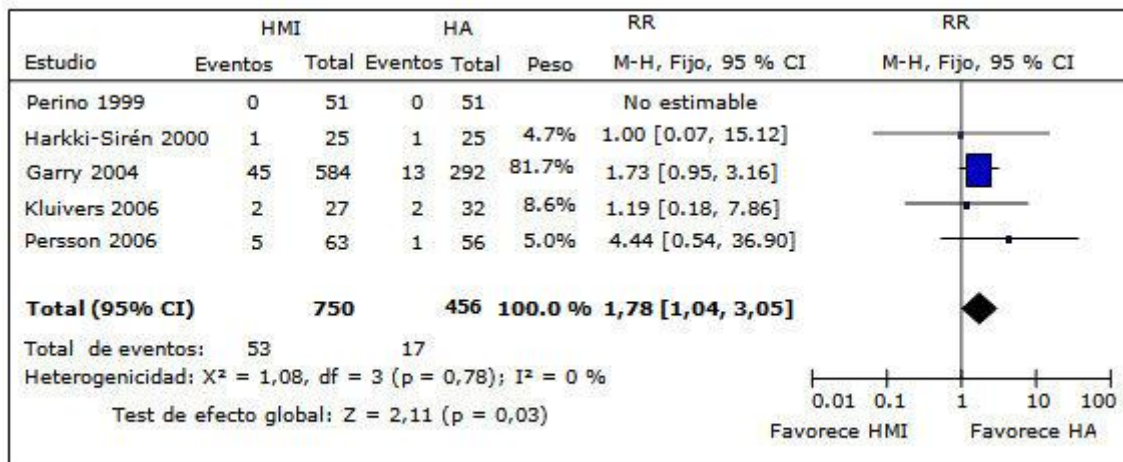 HMI HA RR RR
Estudio Eventos Total Eventos Total Peso M-H, Fijo, 95 % CI M-H, Fijo, 95 % CI
Perino 1999 0 51 0 51 No estimable
Harkki-Sirén 2000 1 25 1 25 4.7% 1.00 [0.07, 15.12]
Garry 2004 45 584 13 292 81.7% 1.73 [0.95, 3.16]
Kluivers 2006 2 27 2 32 8.6% 1.19 [0.18, 7.86]
Persson 2006 5 63 1 56 5.0% 4.44 [0.54, 36.90]
Total (95% CI) 750 456 100.0 % 1,78 [1,04, 3,05]
Total de eventos: 53 17
Heterogenicidad: X² = 1,08, df = 3 (p = 0,78); I² = 0 %
Test de efecto global: Z = 2,11 (p = 0,03)
0.01 0.1 1 10 100
Favorece HMI Favorece HA